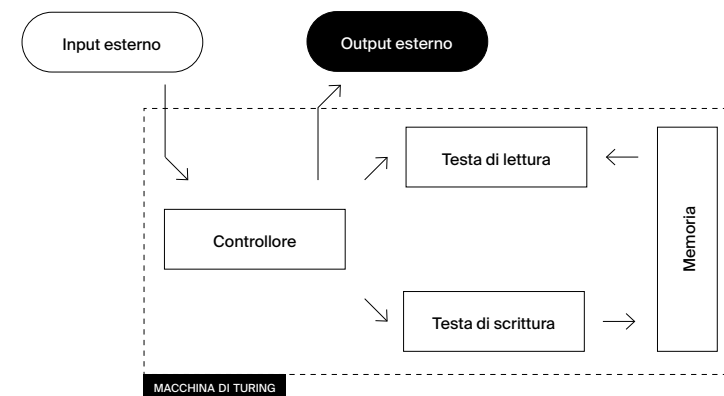 Input esterno
Output esterno
Testa di lettura
Controllore
Memoria
Testa di scrittura
MACCHINA DI TURING